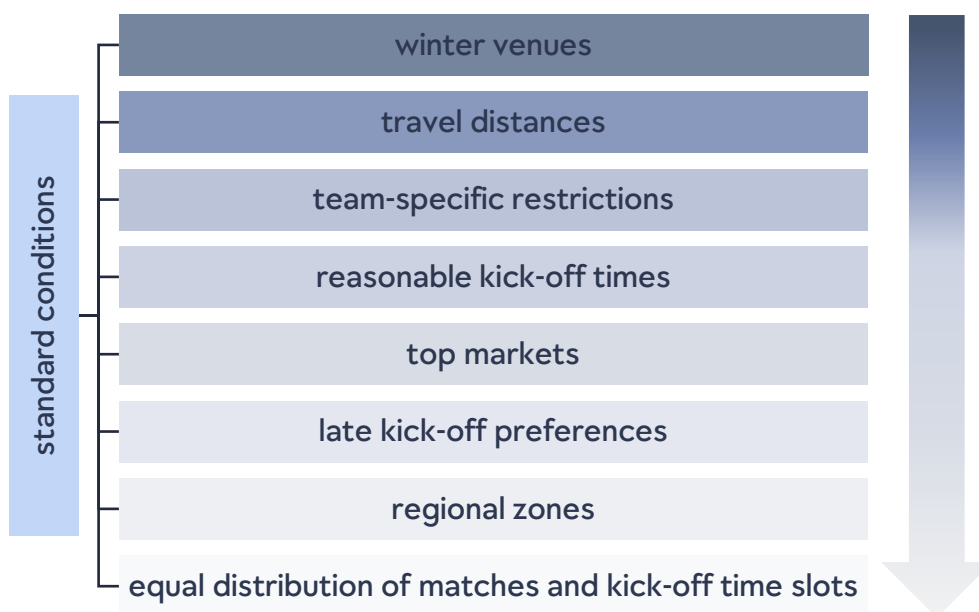 standard conditions
winter venues
travel distances
team-specific restrictions
reasonable kick-off times
top markets
late kick-off preferences
regional zones
equal distribution of matches and kick-off time slots